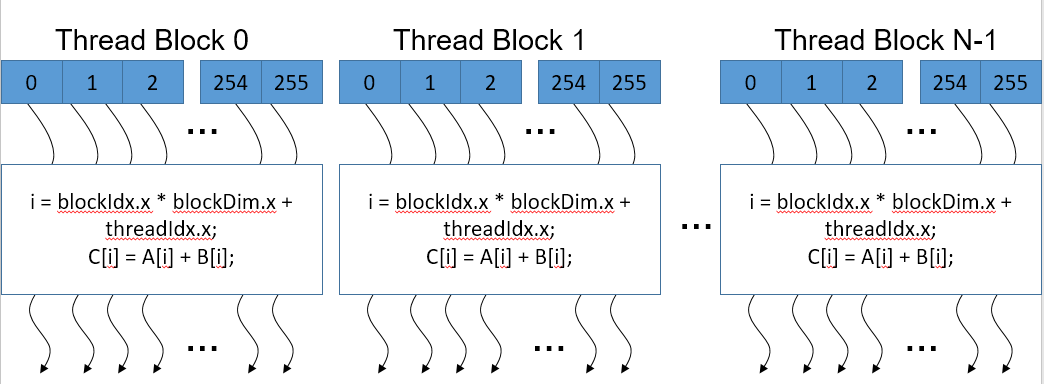 Thread Block 0
0 1 2 254 255
...
i = blockIdx.x * blockDim.x +
threadIdx.x;
C[i] = A[i] + B[i];
...
Thread Block 1
0 1 2 254 255
...
i = blockIdx.x * blockDim.x +
threadIdx.x;
C[i] = A[i] + B[i];
...
...
Thread Block N-1
0 1 2 254 255
...
i = blockIdx.x * blockDim.x +
threadIdx.x;
C[i] = A[i] + B[i];
...